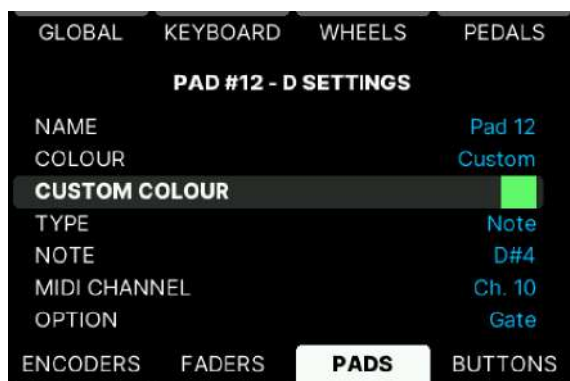 GLOBAL KEYBOARD WHEELS PEDALS
PAD #12 - D SETTINGS
NAME Pad 12
COLOUR Custom
CUSTOM COLOUR
TYPE Note
NOTE D#4
MIDI CHANNEL Ch. 10
OPTION Gate
ENCODERS FADERS PADS BUTTONS